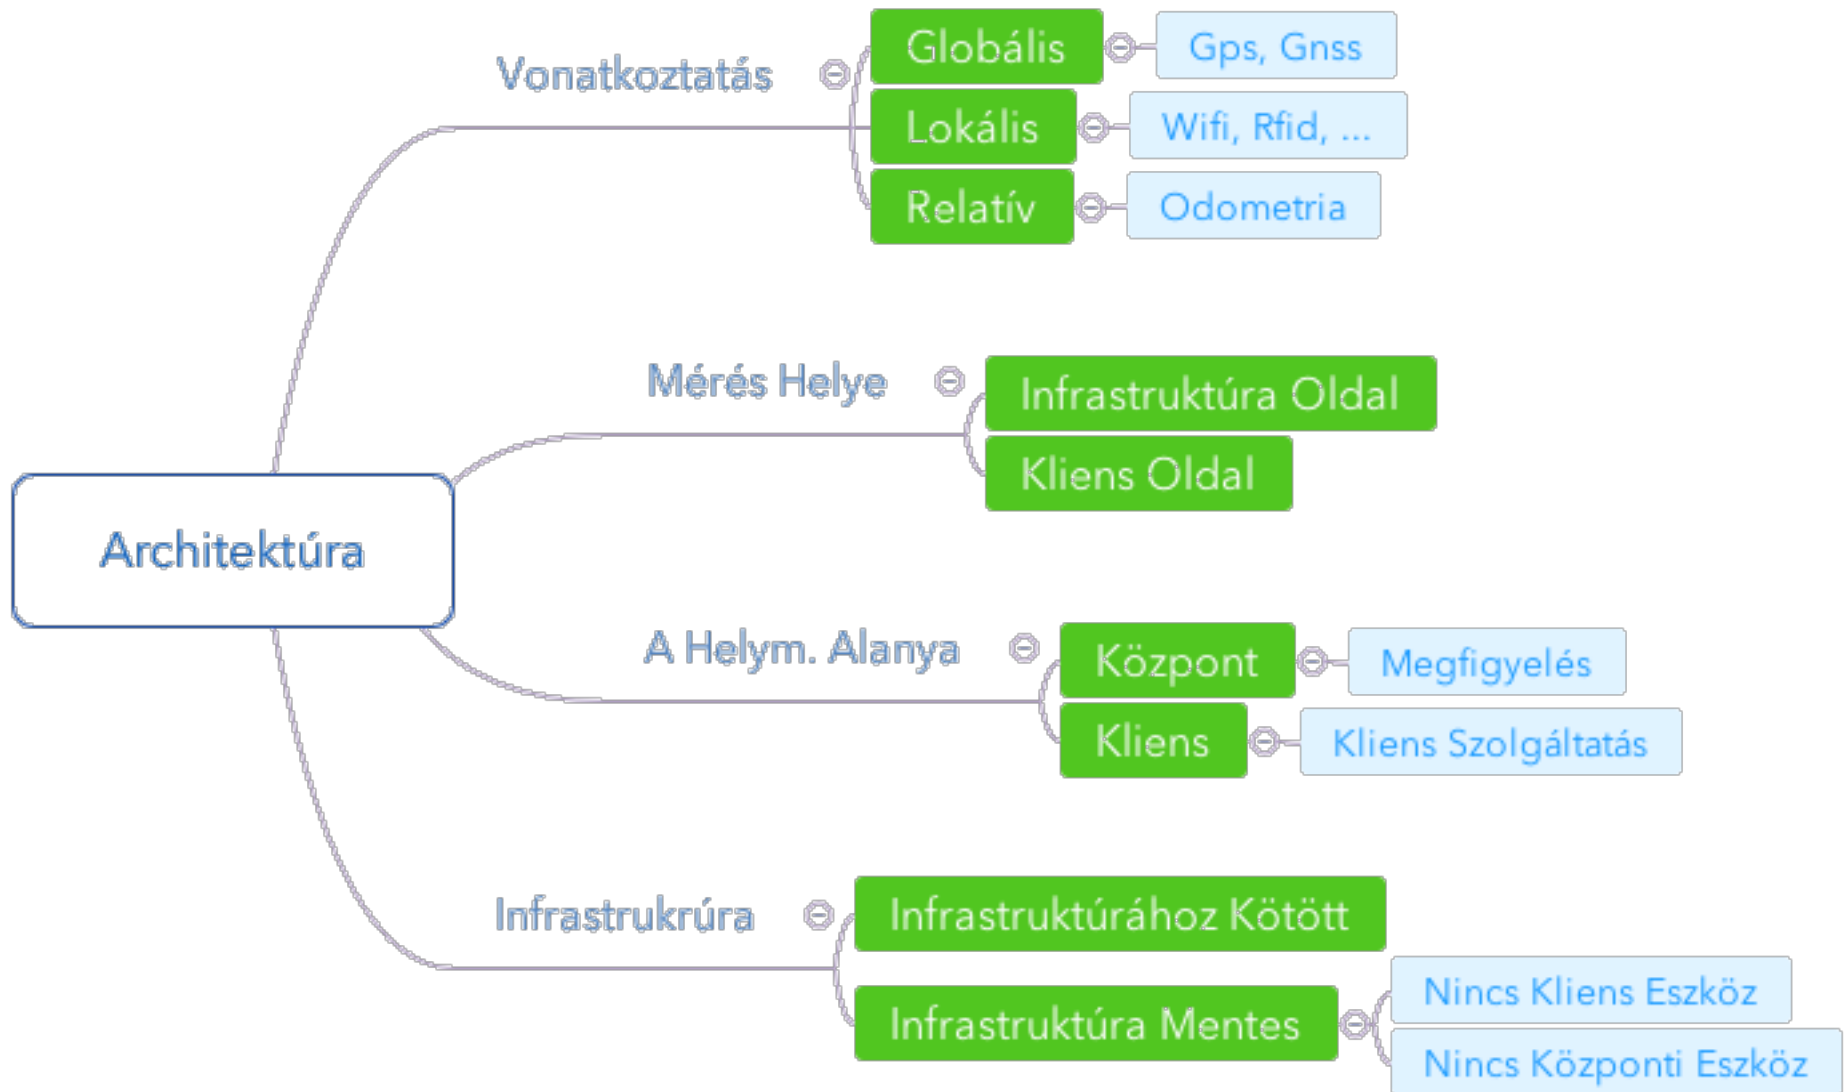 Vonatkoztatás
Globális
Gps, Gnss
Lokális
Wifi, Rfid, ...
Relatív
Odometria
Mérés Helye
Infrastruktúra Oldal
Kliens Oldal
Architektúra
A Helym. Alanya
Központ
Megfigyelés
Kliens
Kliens Szolgáltatás
Infrastrukrúra
Infrastruktúrához Kötött
Infrastruktúra Mentes
Nincs Kliens Eszköz
Nincs Központi Eszköz